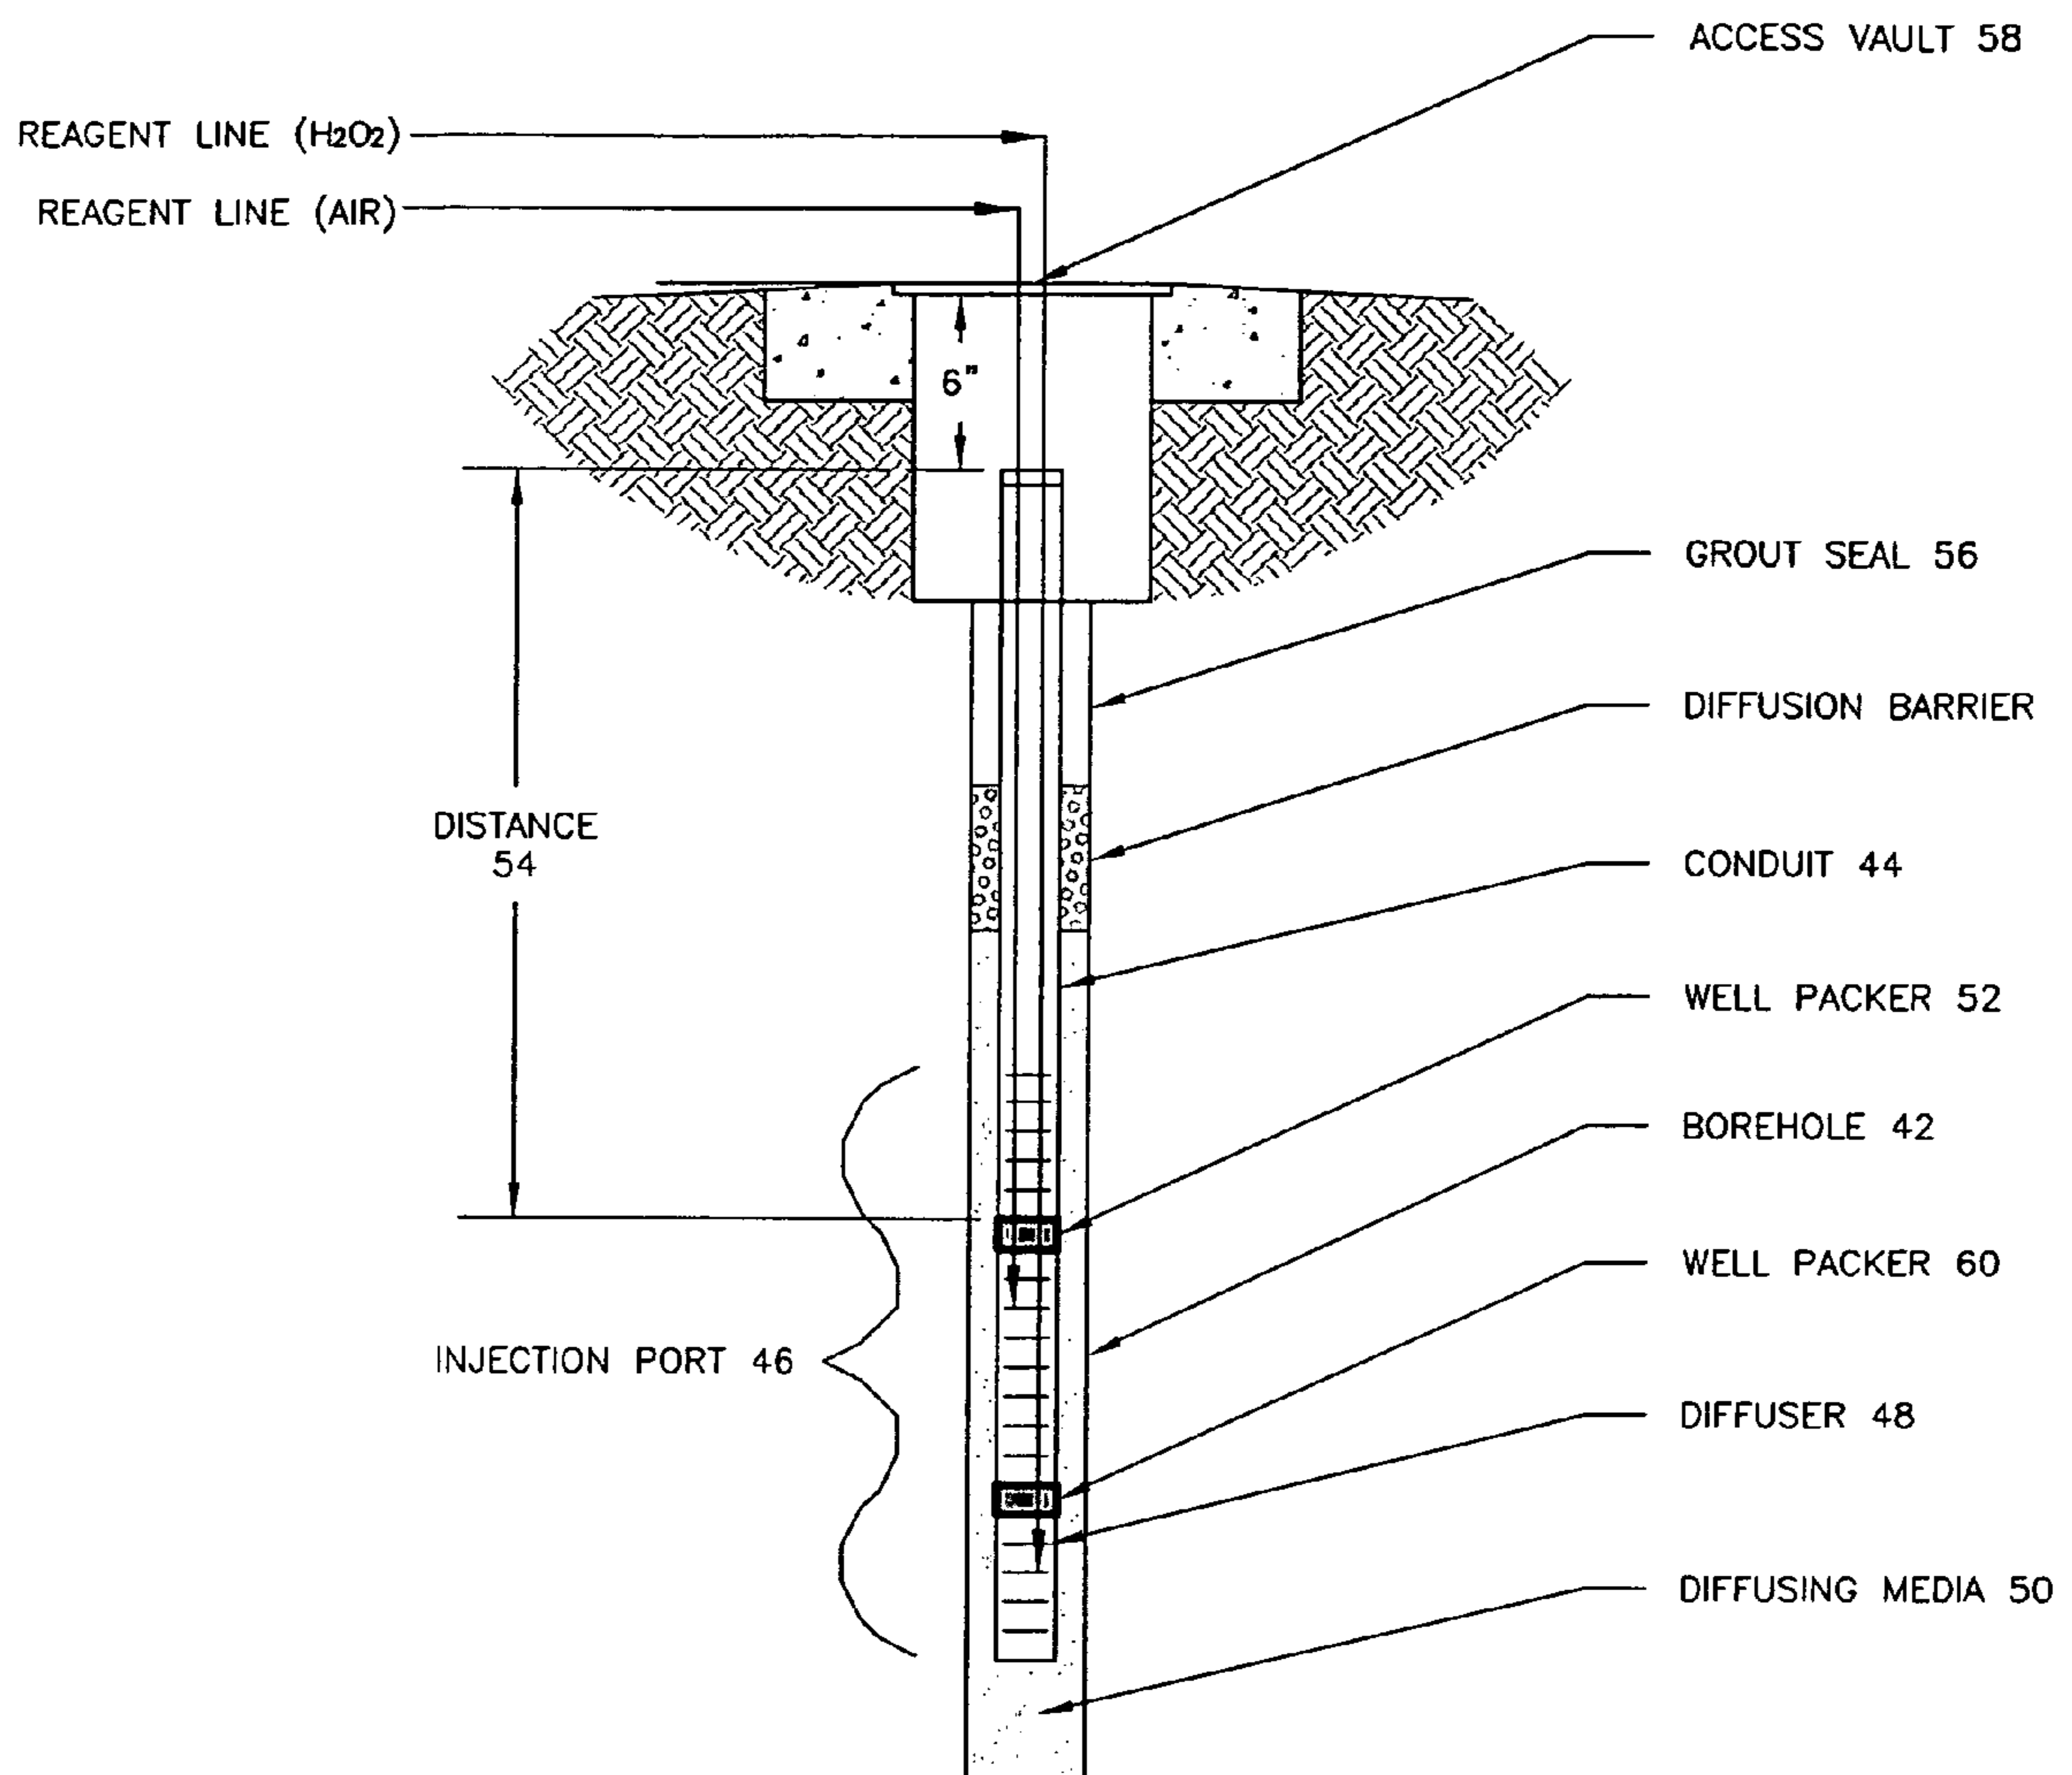 ACCESS VAULT 58
REAGENT LINE (H2O2)
REAGENT LINE (AIR)
6"
GROUT SEAL 56
DIFFUSION BARRIER
DISTANCE
54
CONDUIT 44
WELL PACKER 52
BOREHOLE 42
WELL PACKER 60
INJECTION PORT 46
DIFFUSER 48
DIFFUSING MEDIA 50